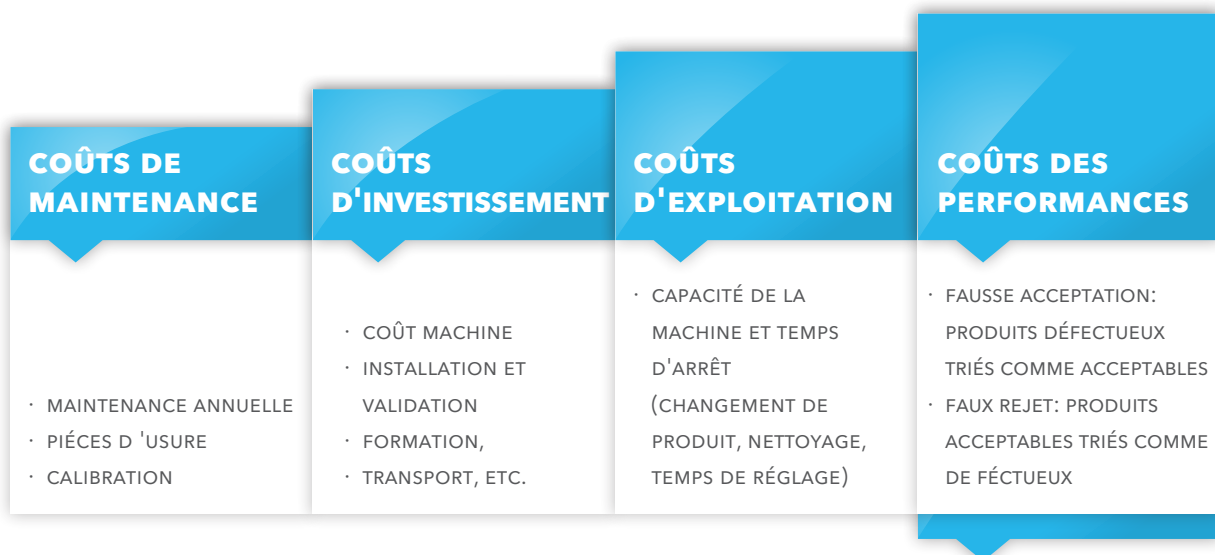 COÛTS DE
MAINTENANCE
· MAINTENANCE ANNUELLE
· PIÉCES D 'USURE
· CALIBRATION
COÛTS
D'INVESTISSEMENT
· COÛT MACHINE
· INSTALLATION ET
VALIDATION
· FORMATION,
· TRANSPORT, ETC.
COÛTS
D'EXPLOITATION
· CAPACITÉ DE LA
MACHINE ET TEMPS
D'ARRÊT
(CHANGEMENT DE
PRODUIT, NETTOYAGE,
TEMPS DE RÉGLAGE)
COÛTS DES
PERFORMANCES
· FAUSSE ACCEPTATION:
PRODUITS DÉFECTUEUX
TRIÉS COMME ACCEPTABLES
· FAUX REJET: PRODUITS
ACCEPTABLES TRIÉS COMME
DE FÉCTUEUX